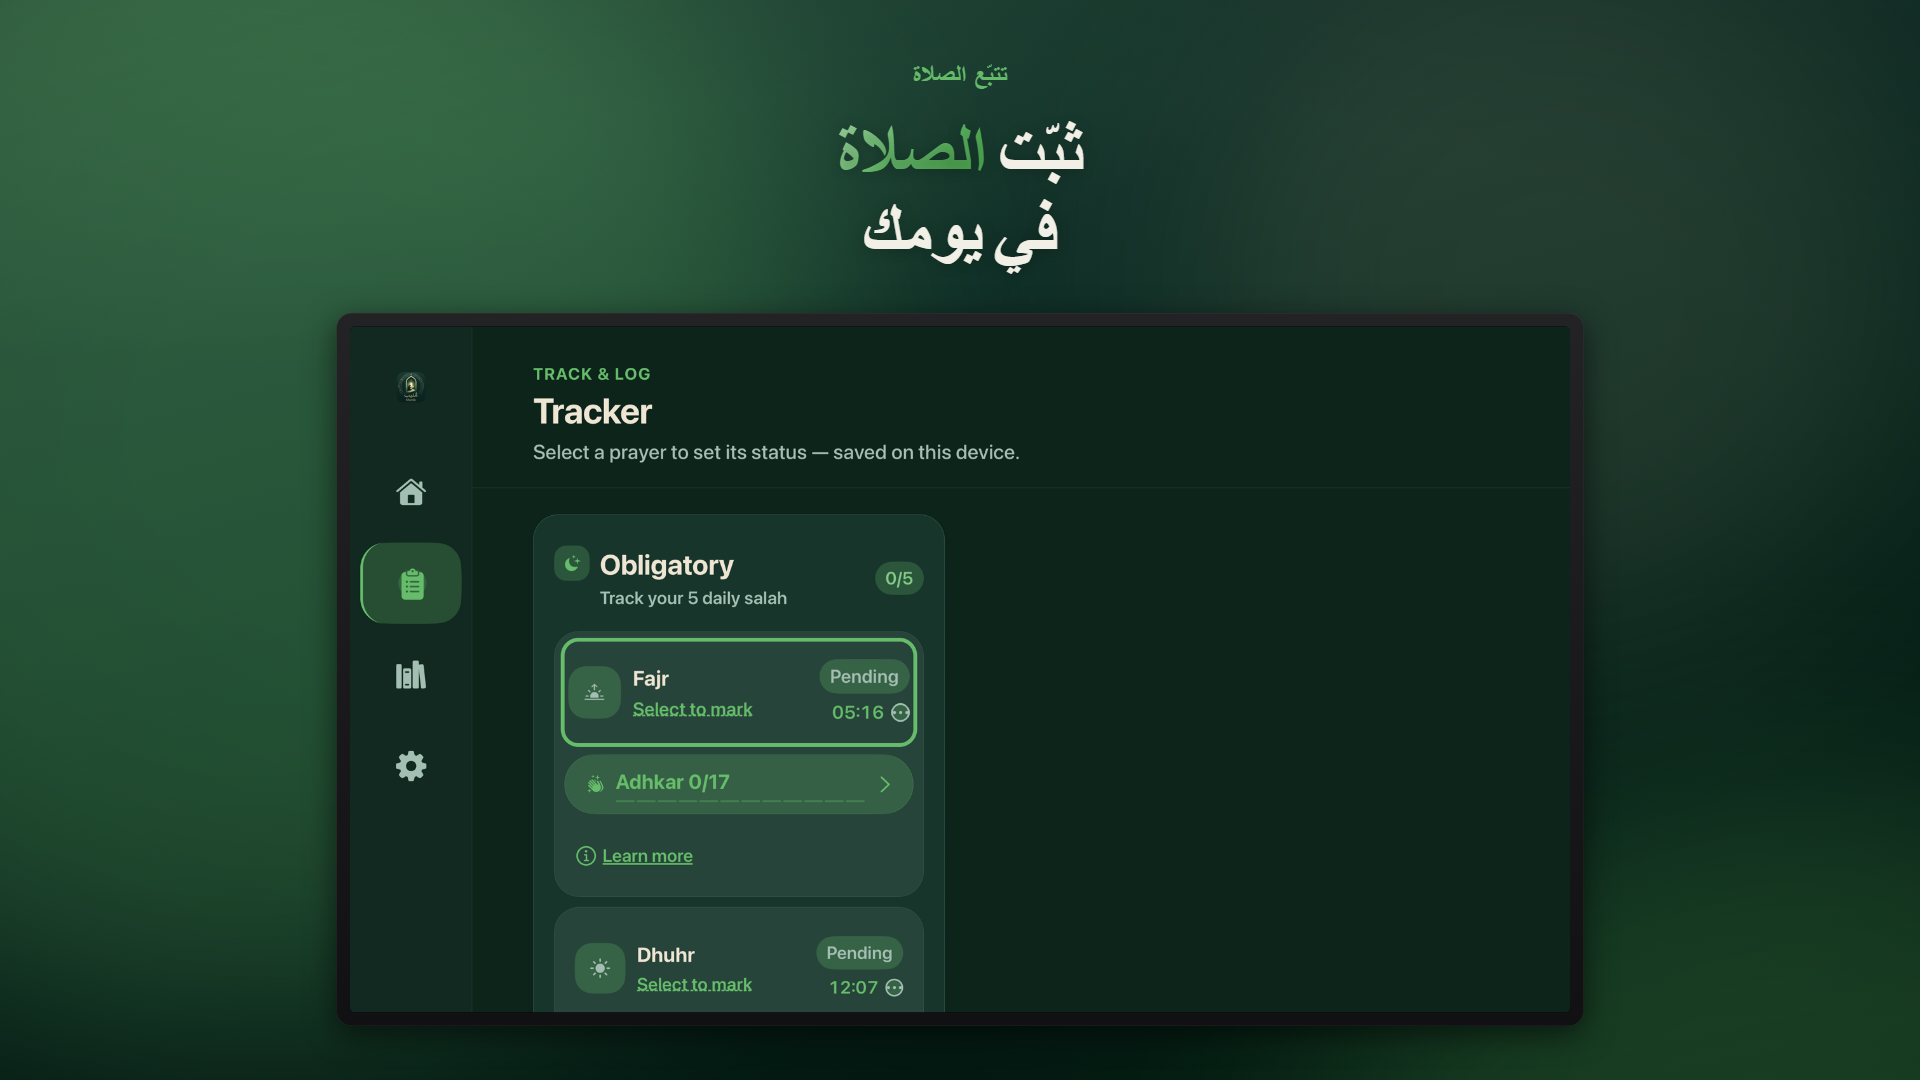 تتبّع الصلاة
ثبّت الصلاة
في يومك
TRACK & LOG
Tracker
Select a prayer to set its status — saved on this device.
Obligatory
0/5
Track your 5 daily salah
Fajr
Pending
Select to mark
05:16
Adhkar 0/17
Learn more
Dhuhr
Pending
Select to mark
12:07